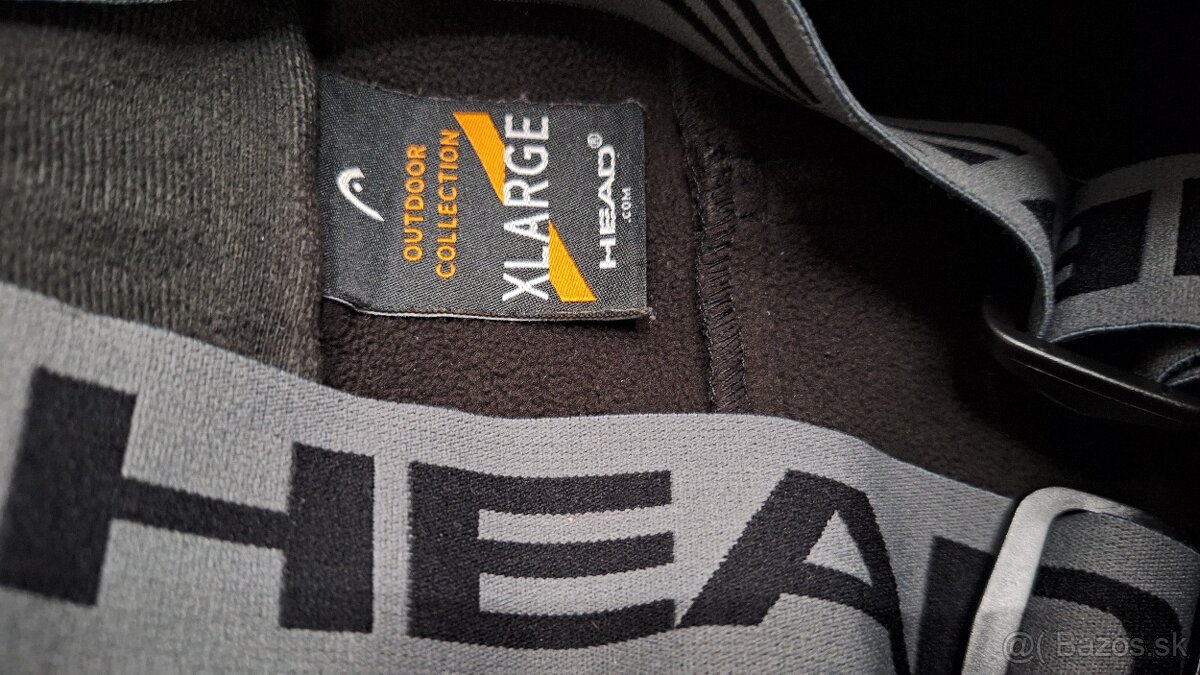 OUTDOOR
COLLECTION
XLARGE
HEAD®
.COM
HEAD
@( Bazos.sk